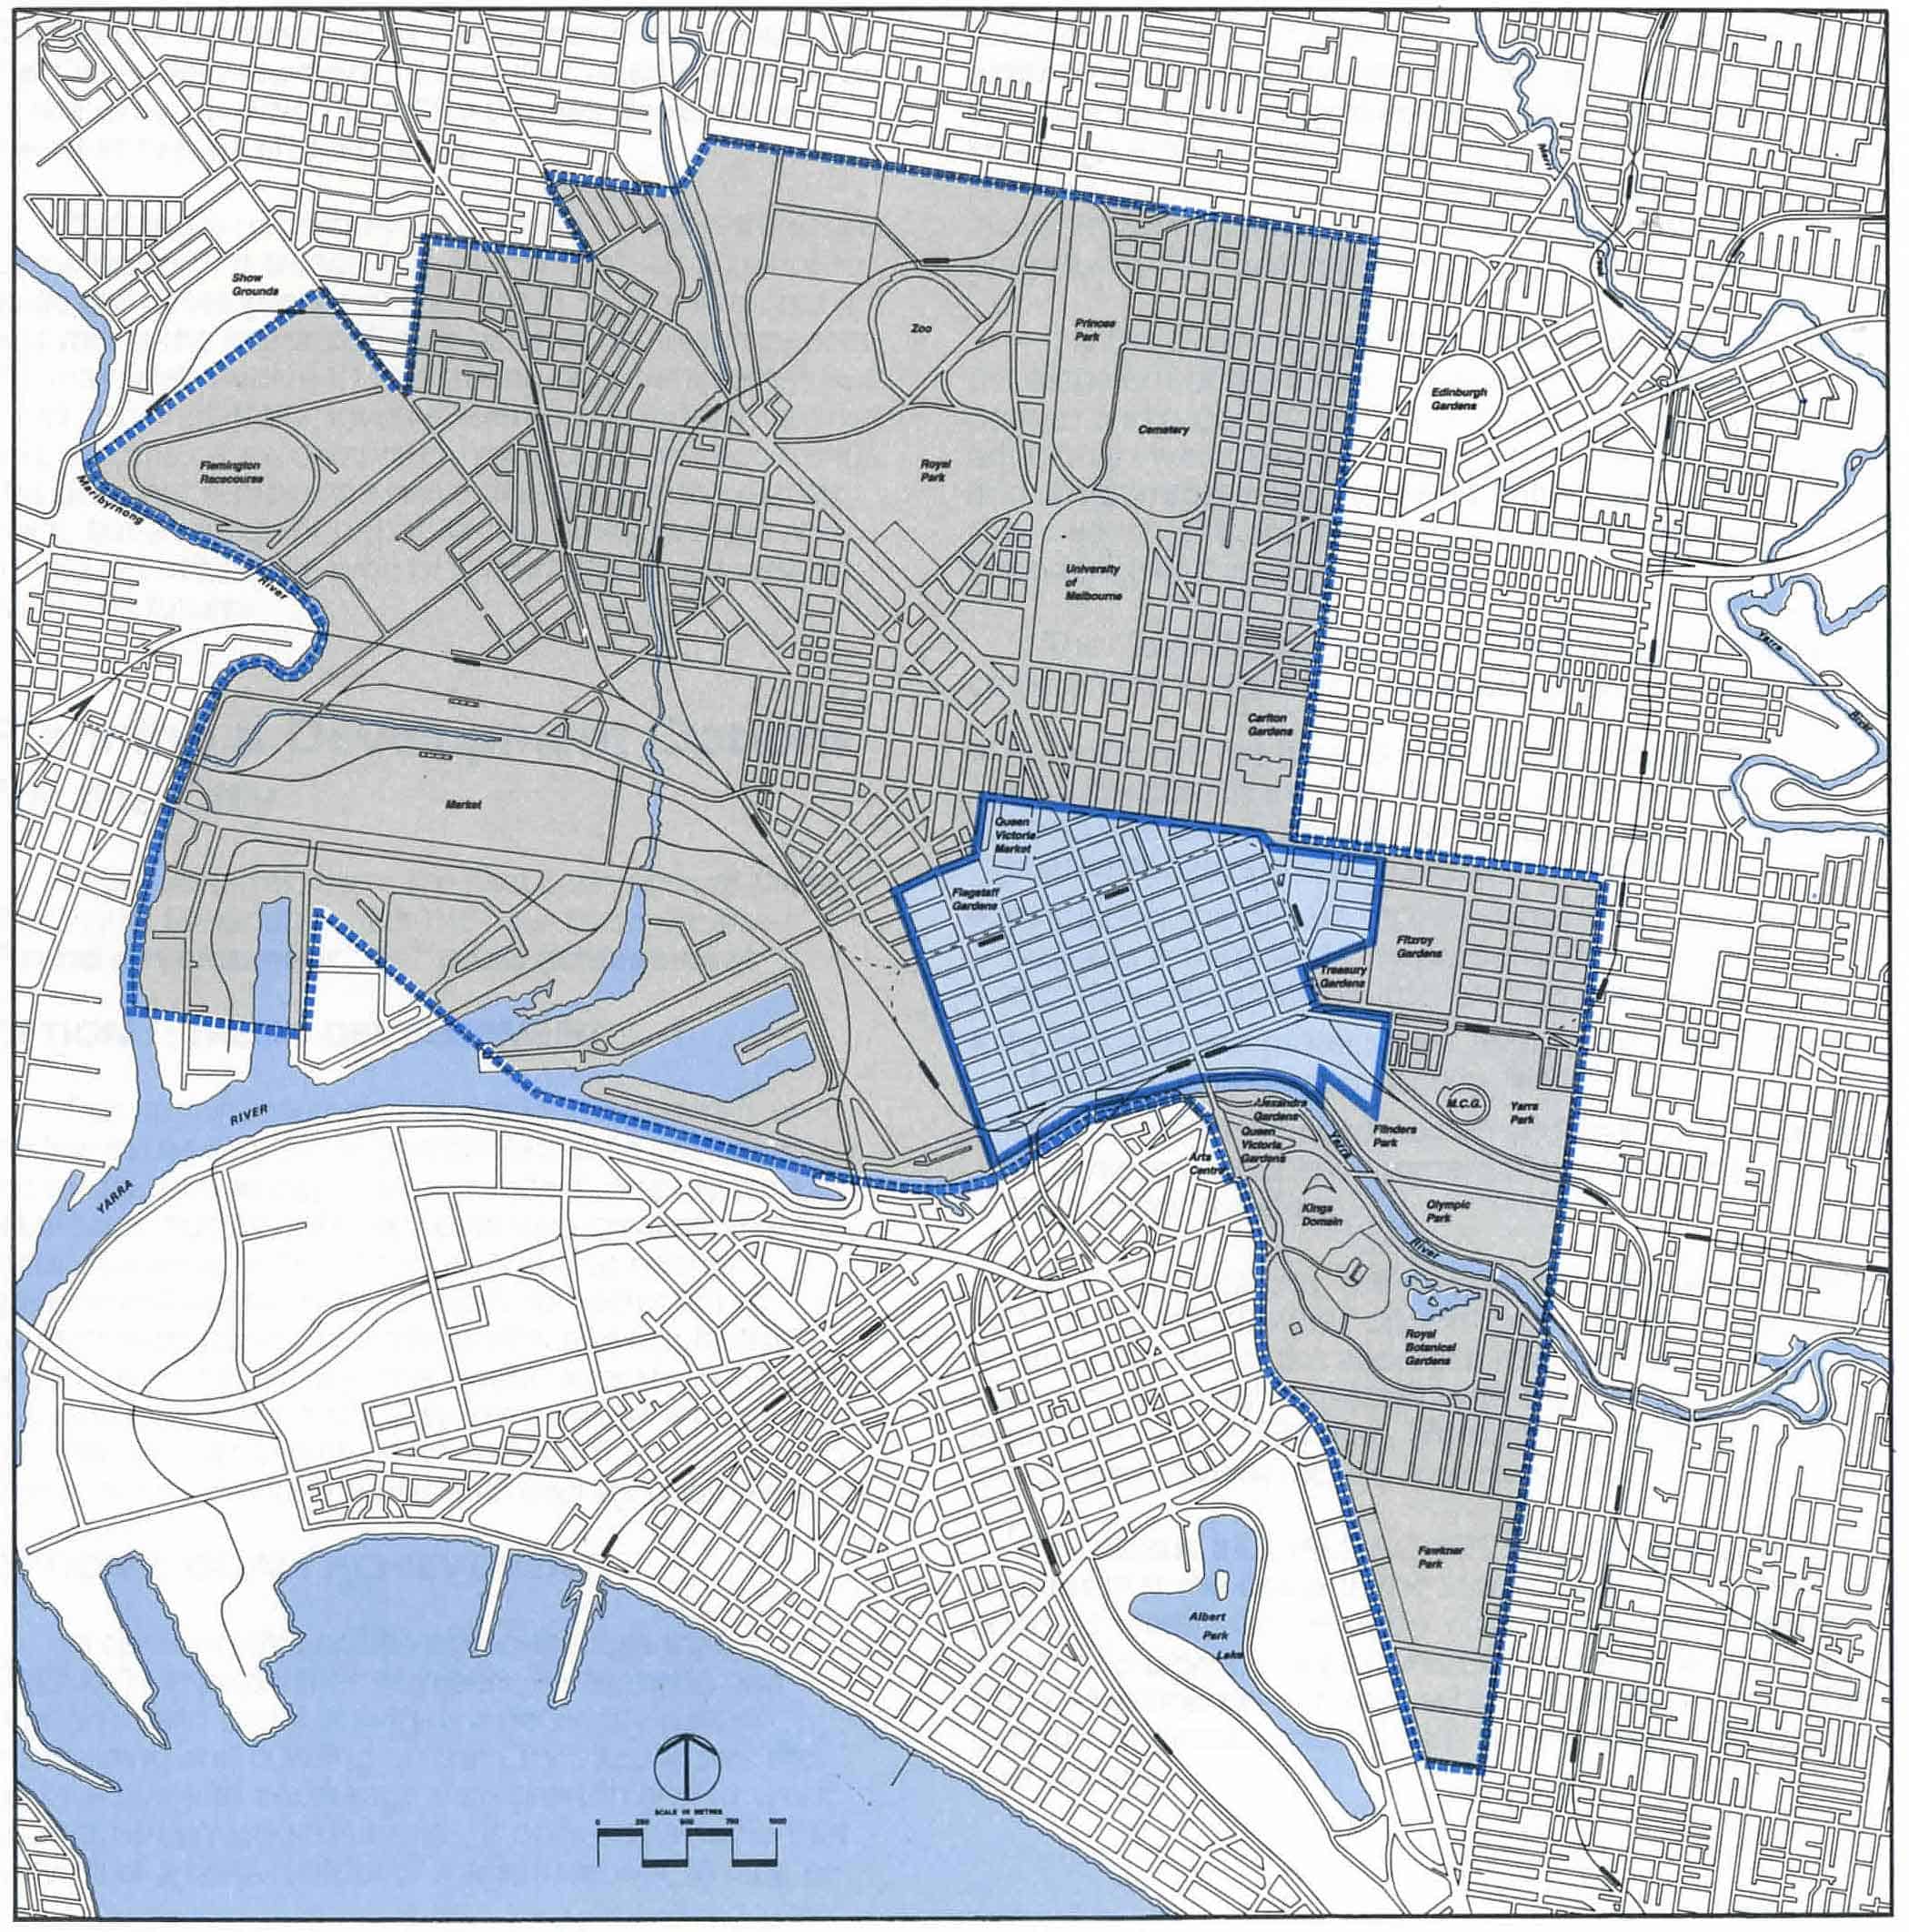 Merri
Creek
Show
Grounds
Zoo
Princes
Park
Edinburgh
Gardens
Cemetery
Flemington
Racecourse
Royal
Park
Maribyrnong
River
University
of
Melbourne
Yarra
River
Carlton
Gardens
Market
Queen
Victoria
Market
Flagstaff
Gardens
Fitzroy
Gardens
Treasury
Gardens
M.C.G.
Yarra
Park
Alexandra
Gardens
Queen
Victoria
Gardens
Flinders
Park
Arts
Centre
Yarra
River
YARRA
RIVER
Kings
Domain
Olympic
Park
Royal
Botanical
Gardens
Fawkner
Park
Albert
Park
Lake
SCALE IN METRES
0 250 500 750 1000